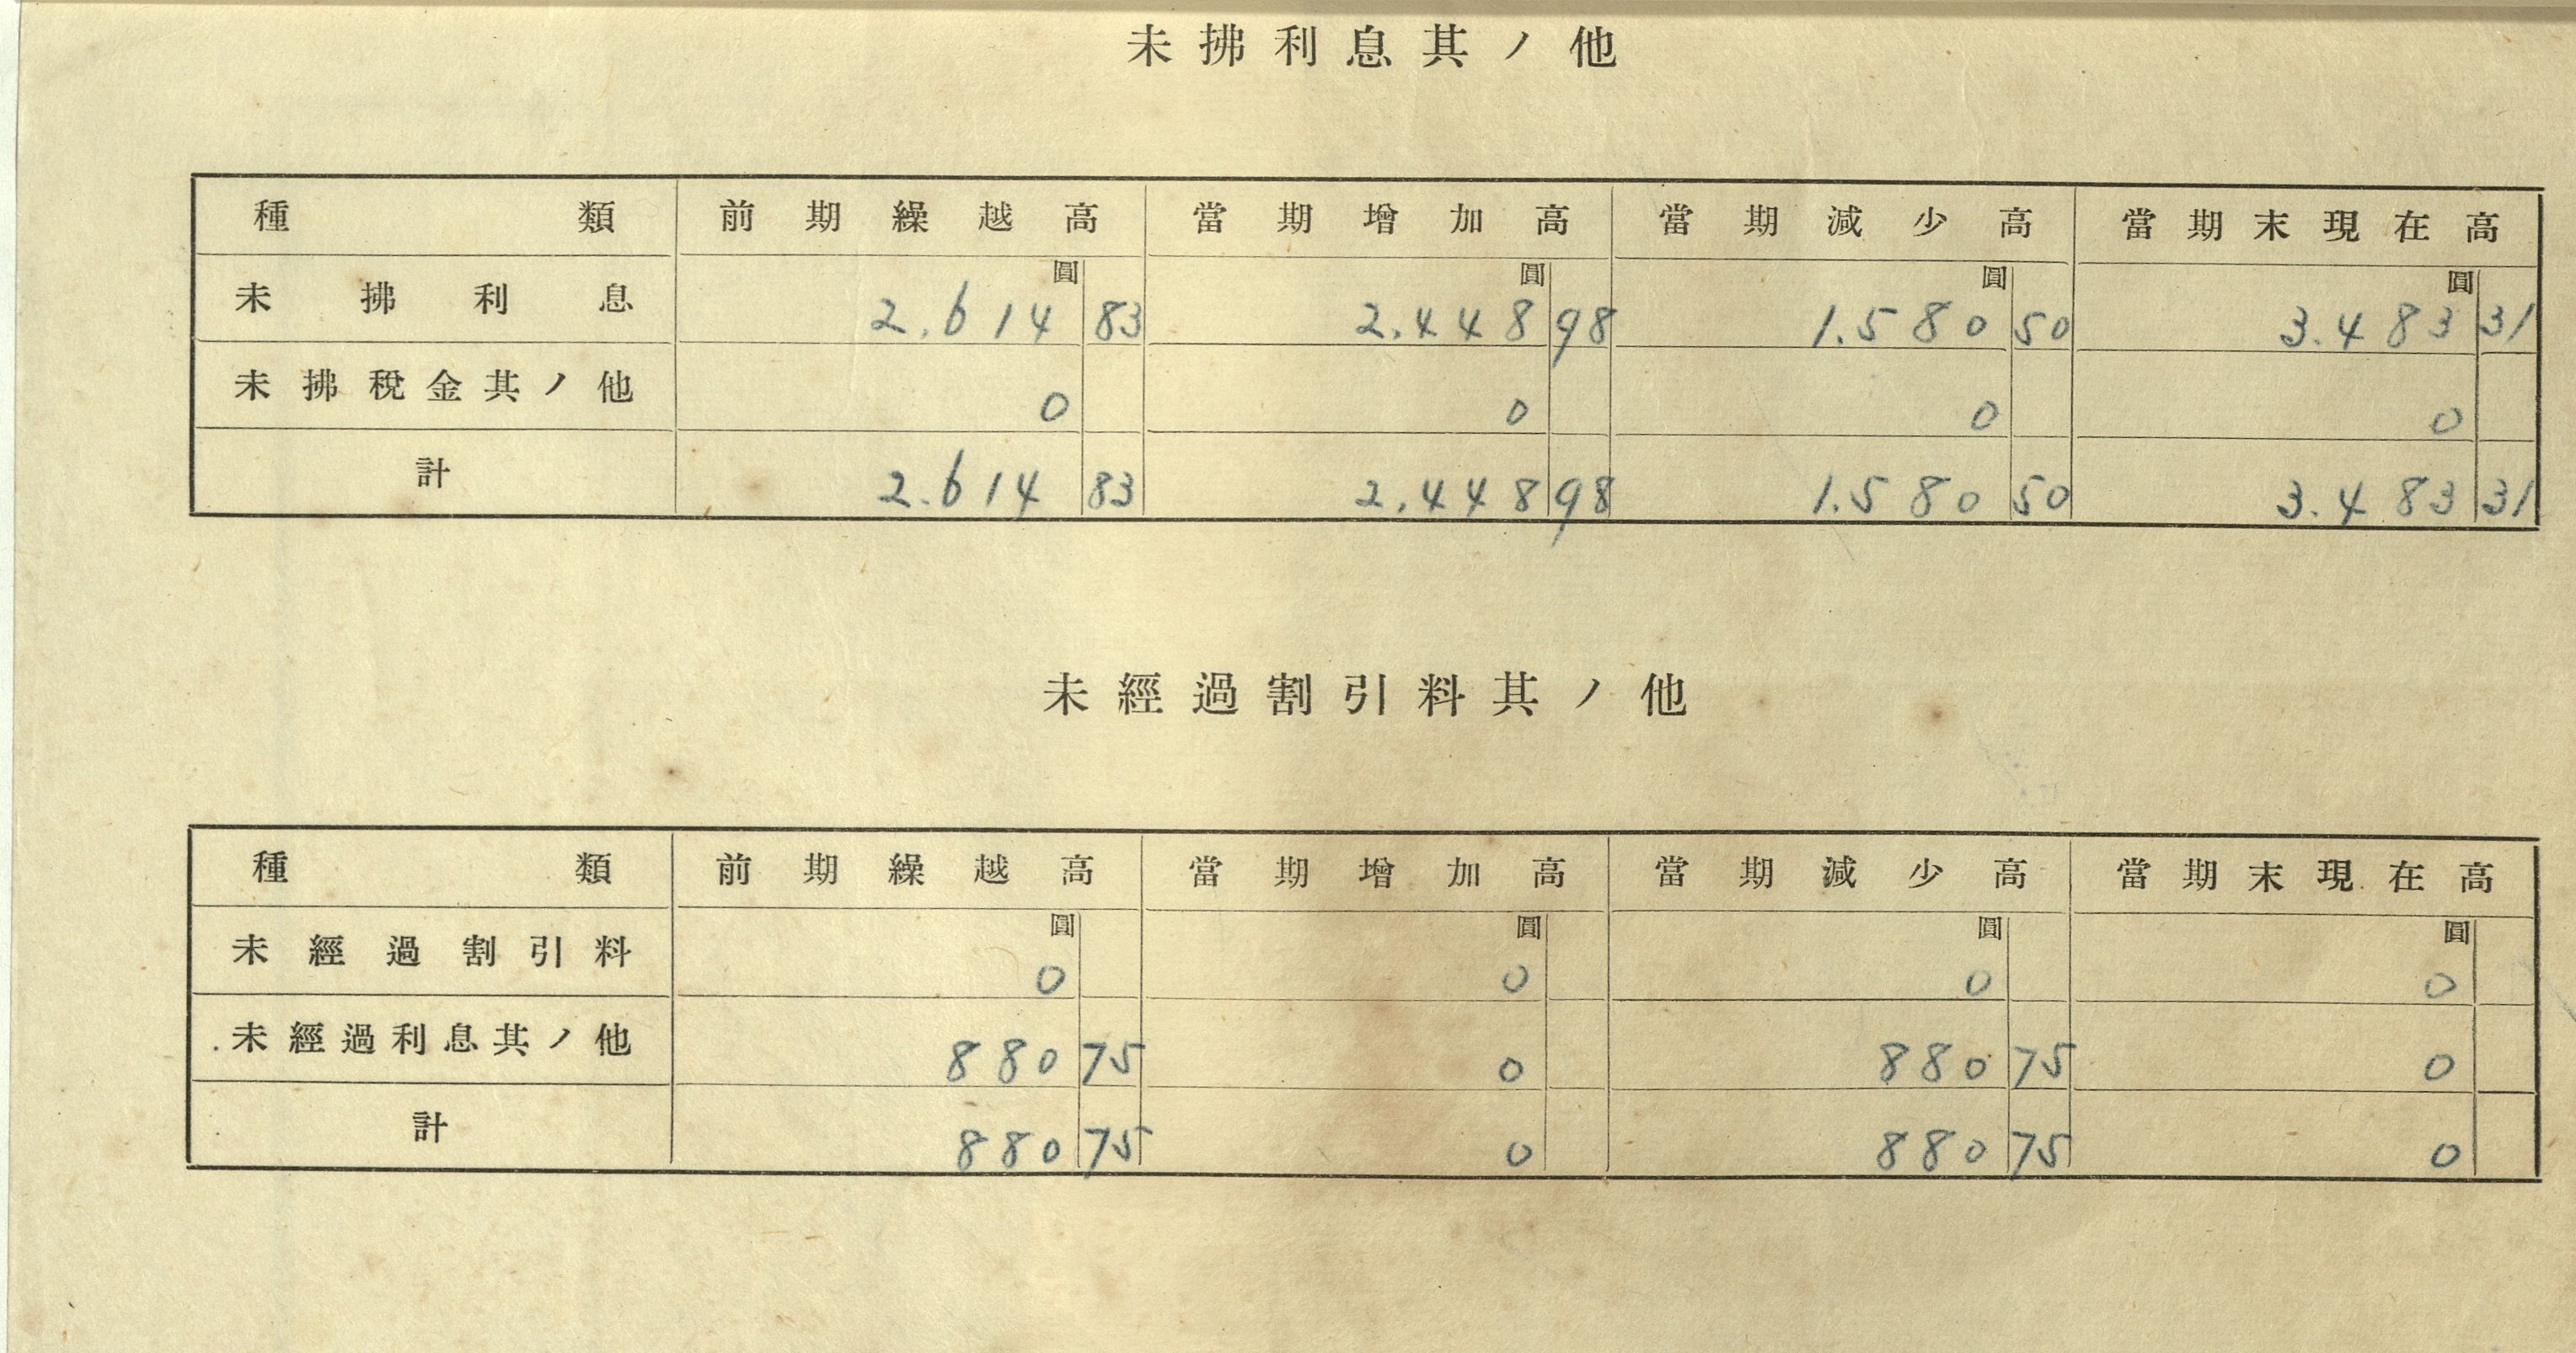 未拂利息其ノ他
種類 前期繰越高 當期增加高 當期減少高 當期末現在高
圓 圓 圓 圓
未拂利息 2.614 83 2.448 98 1.580 50 3.483 31
未拂稅金其ノ他 0 0 0 0
計 2.614 83 2.448 98 1.580 50 3.483 31
未經過割引料其ノ他
種類 前期繰越高 當期增加高 當期減少高 當期末現在高
圓 圓 圓 圓
未經過割引料 0 0 0 0
未經過利息其ノ他 880 75 0 880 75 0
計 880 75 0 880 75 0